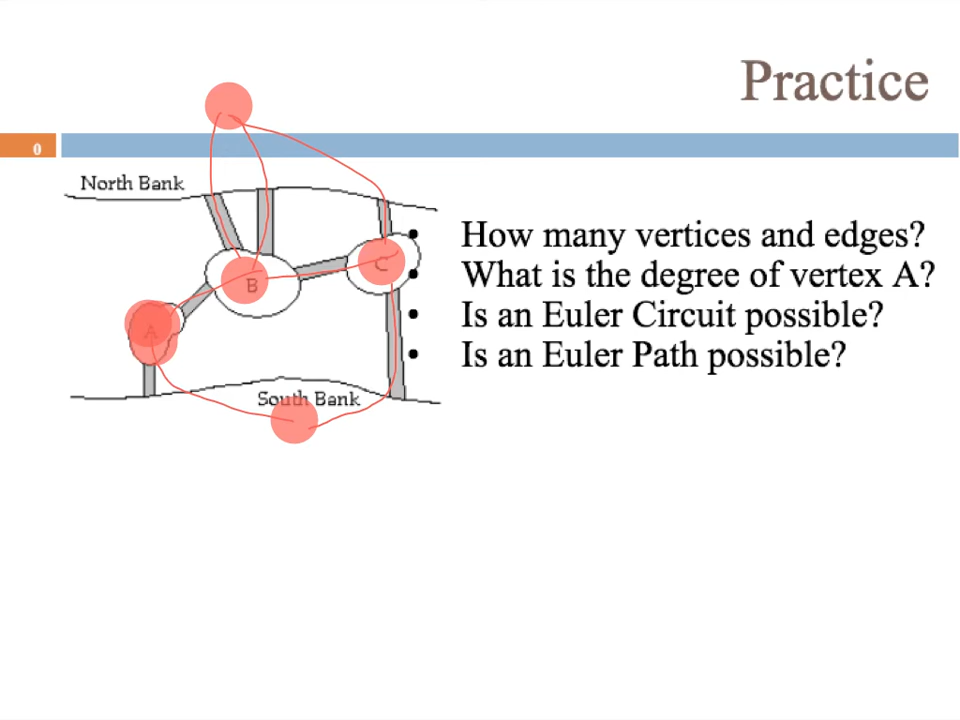 Practice
0
North Bank
• How many vertices and edges?
• What is the degree of vertex A?
• Is an Euler Circuit possible?
• Is an Euler Path possible?
C
B
A
South Bank